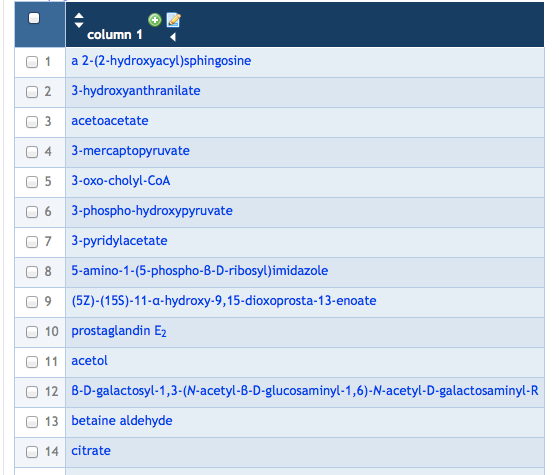 column 1
1 a 2-(2-hydroxyacyl)sphingosine
2 3-hydroxyanthranilate
3 acetoacetate
4 3-mercaptopyruvate
5 3-oxo-cholyl-CoA
6 3-phospho-hydroxypyruvate
7 3-pyridylacetate
8 5-amino-1-(5-phospho-β-D-ribosyl)imidazole
9 (5Z)-(15S)-11-α-hydroxy-9,15-dioxoprosta-13-enoate
10 prostaglandin E₂
11 acetol
12 β-D-galactosyl-1,3-(N-acetyl-β-D-glucosaminyl-1,6)-N-acetyl-D-galactosaminyl-R
13 betaine aldehyde
14 citrate